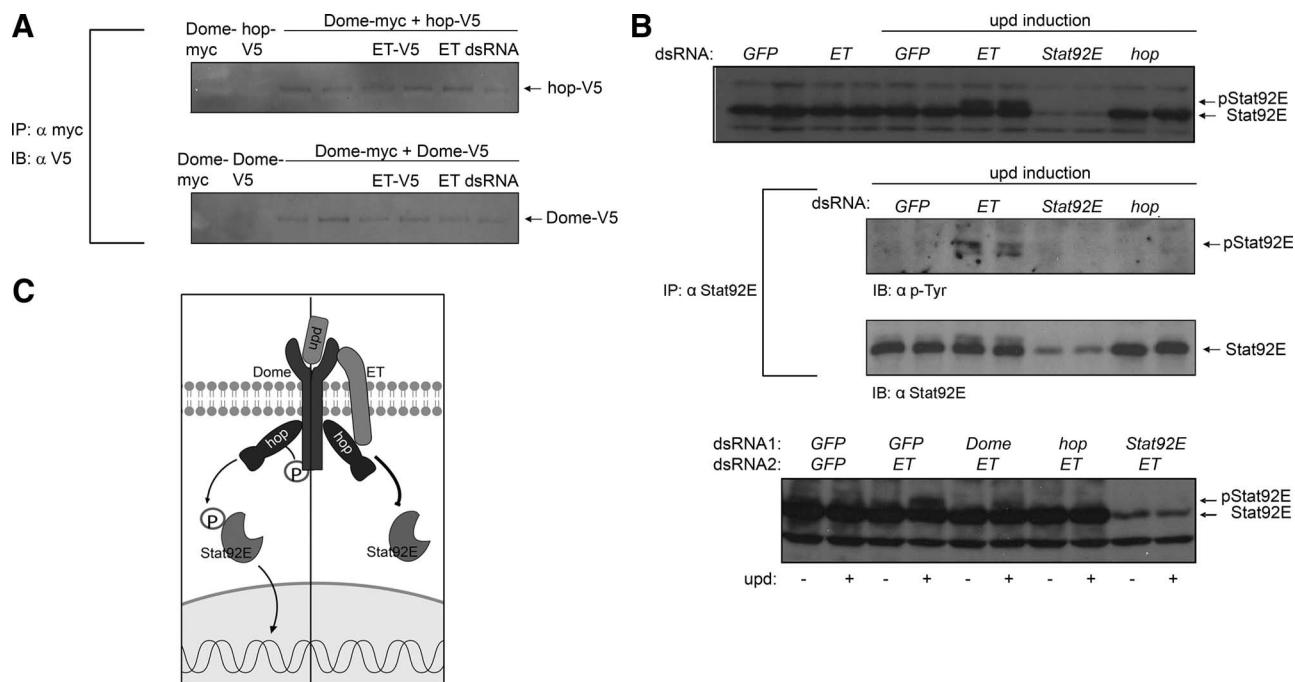 A
Dome-myc + hop-V5
Dome- hop-
myc V5
ET-V5 ET dsRNA
hop-V5
IP: α myc
IB: α V5
Dome-myc + Dome-V5
Dome- Dome-
myc V5
ET-V5 ET dsRNA
Dome-V5
B
upd induction
dsRNA: GFP ET GFP ET Stat92E hop
pStat92E
Stat92E
upd induction
dsRNA: GFP ET Stat92E hop
pStat92E
IB: α p-Tyr
IP: α Stat92E
Stat92E
IB: α Stat92E
dsRNA1: GFP GFP Dome hop Stat92E
dsRNA2: GFP ET ET ET ET
pStat92E
Stat92E
upd: - + - + - + - + - +
C
upd
Dome
ET
hop
hop
P
P
Stat92E
Stat92E